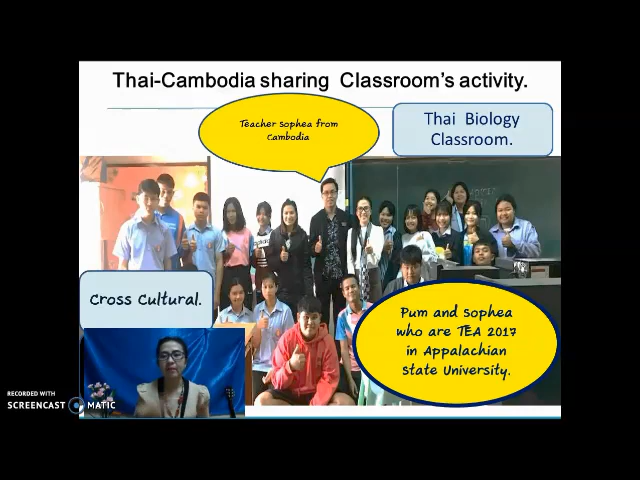 Thai-Cambodia sharing Classroom's activity.
Teacher Sophea from
Cambodia
Thai Biology
Classroom.
Cross Cultural.
Pum and Sophea
who are TEA 2017
in Appalachian
state University.
RECORDED WITH
SCREENCAST MATIC